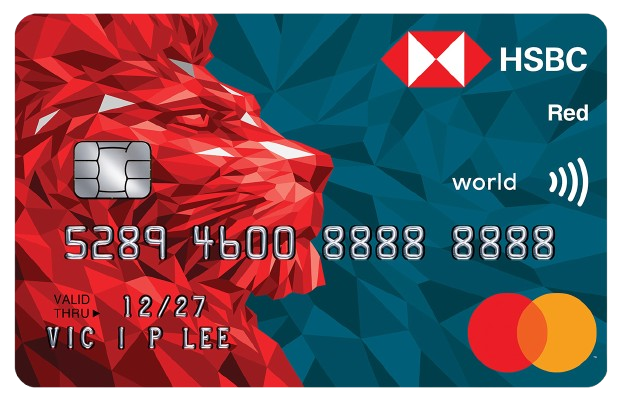 HSBC
Red
world
5289 4600 8888 8888
VALID
THRU 12/27
VIC I P LEE